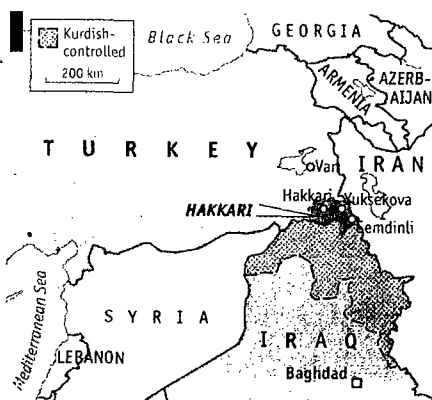 Kurdish-
controlled
200 km
Black Sea
GEORGIA
ARMENIA
AZERB-
AIJAN
TURKEY
Van
IRAN
Hakkari
Yuksekova
HAKKARI
Semdinli
Mediterranean Sea
SYRIA
LEBANON
IRAQ
Baghdad